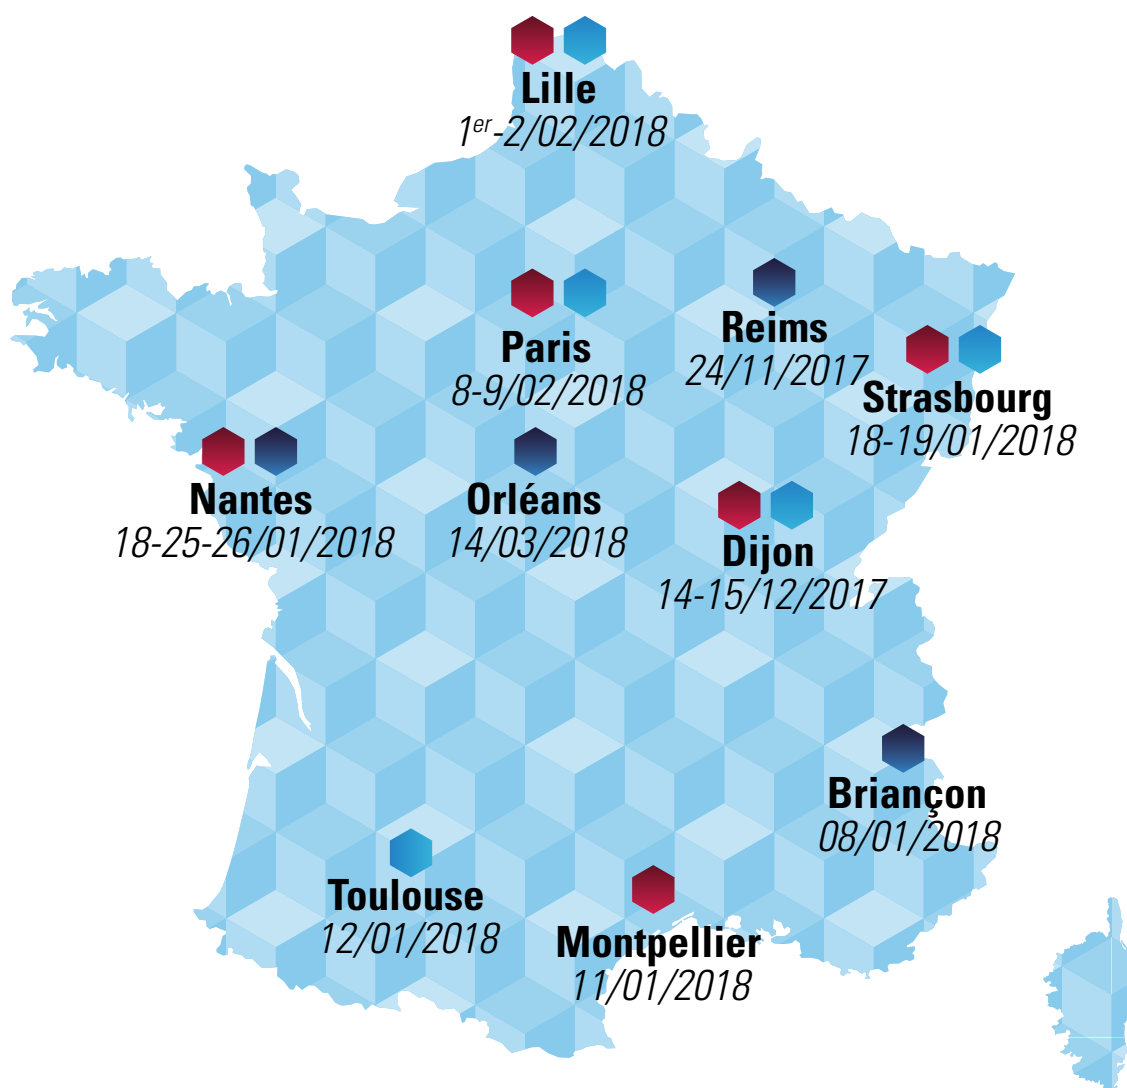 Lille
1er-2/02/2018
Paris
8-9/02/2018
Reims
24/11/2017
Strasbourg
18-19/01/2018
Nantes
18-25-26/01/2018
Orléans
14/03/2018
Dijon
14-15/12/2017
Briançon
08/01/2018
Toulouse
12/01/2018
Montpellier
11/01/2018